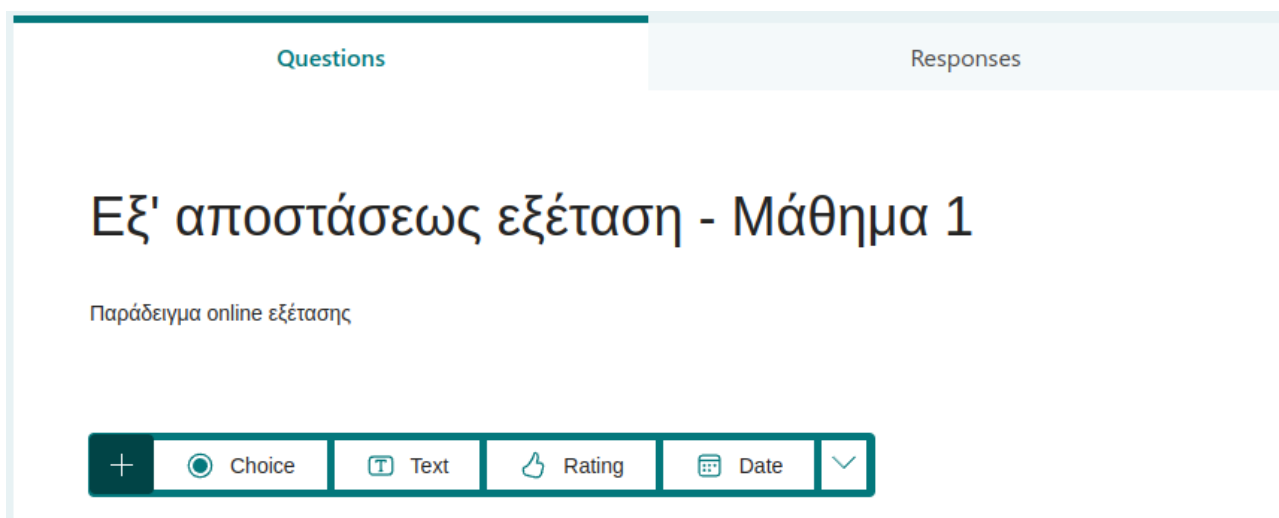 Questions
Responses
Εξ' αποστάσεως εξέταση - Μάθημα 1
Παράδειγμα online εξέτασης
Choice
Text
Rating
Date